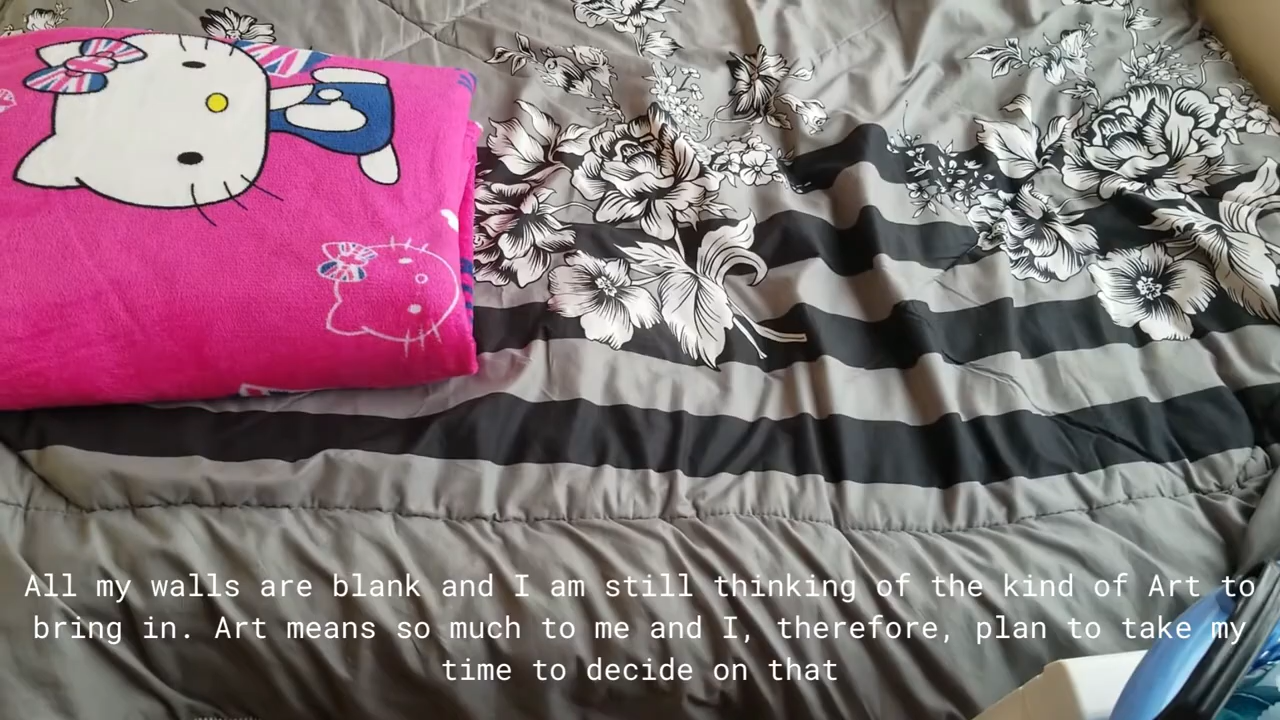 All my walls are blank and I am still thinking of the kind of Art to
bring in. Art means so much to me and I, therefore, plan to take my
time to decide on that